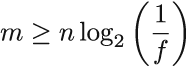 m ≥ n log₂ (1/f)